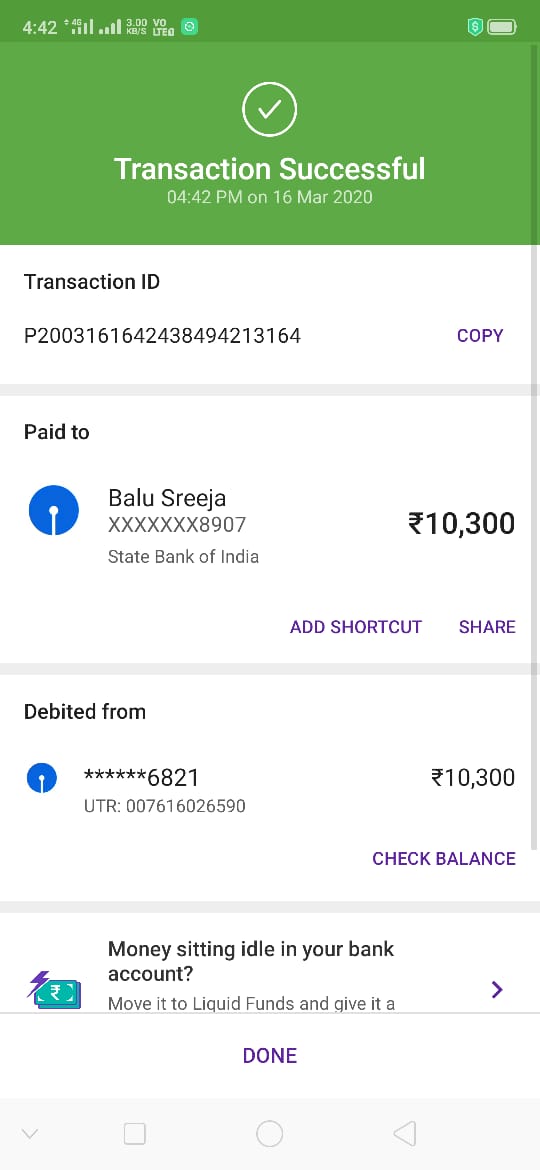 4:42 4G 3.00 KB/S VO LTE
Transaction Successful
04:42 PM on 16 Mar 2020
Transaction ID
P2003161642438494213164 COPY
Paid to
Balu Sreeja
XXXXXXX8907
₹10,300
State Bank of India
ADD SHORTCUT SHARE
Debited from
******6821 ₹10,300
UTR: 007616026590
CHECK BALANCE
Money sitting idle in your bank
account?
Move it to Liquid Funds and give it a
DONE